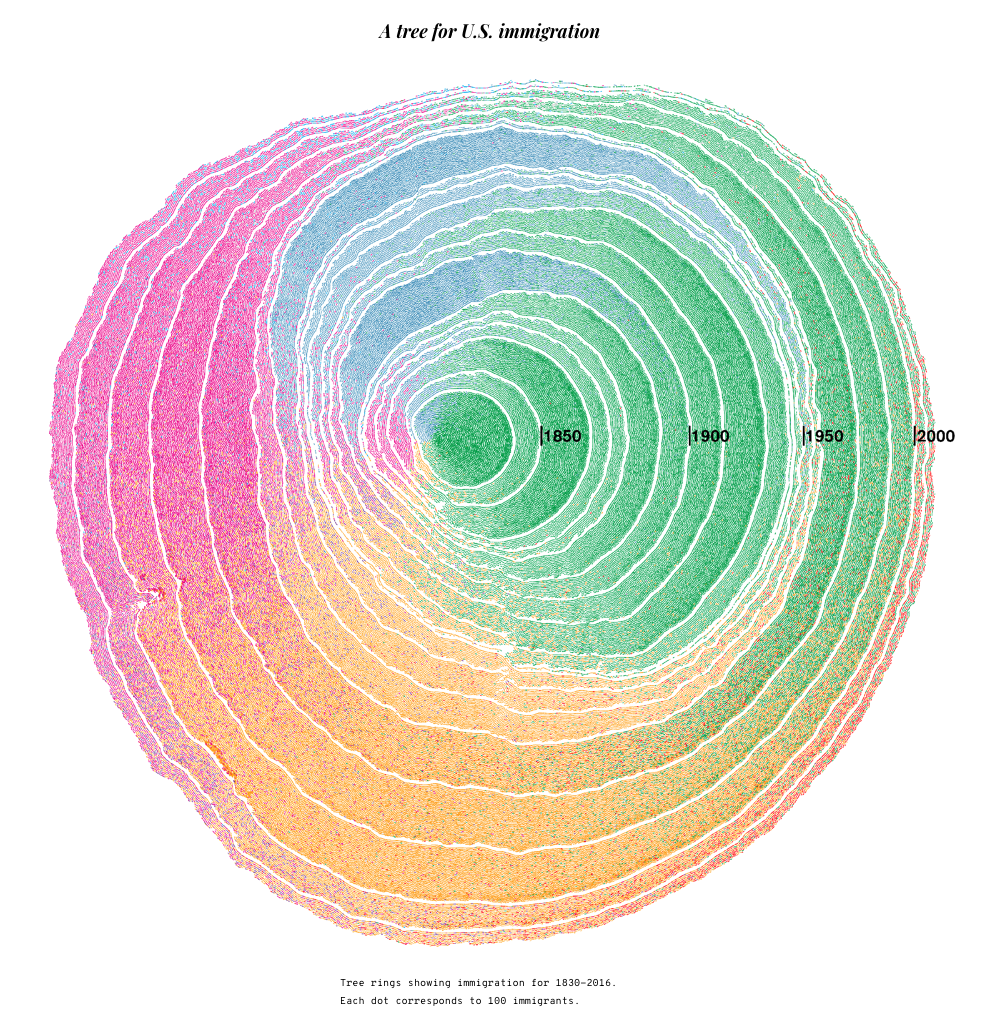 A tree for U.S. immigration
1850 1900 1950 2000
Tree rings showing immigration for 1830–2016.
Each dot corresponds to 100 immigrants.